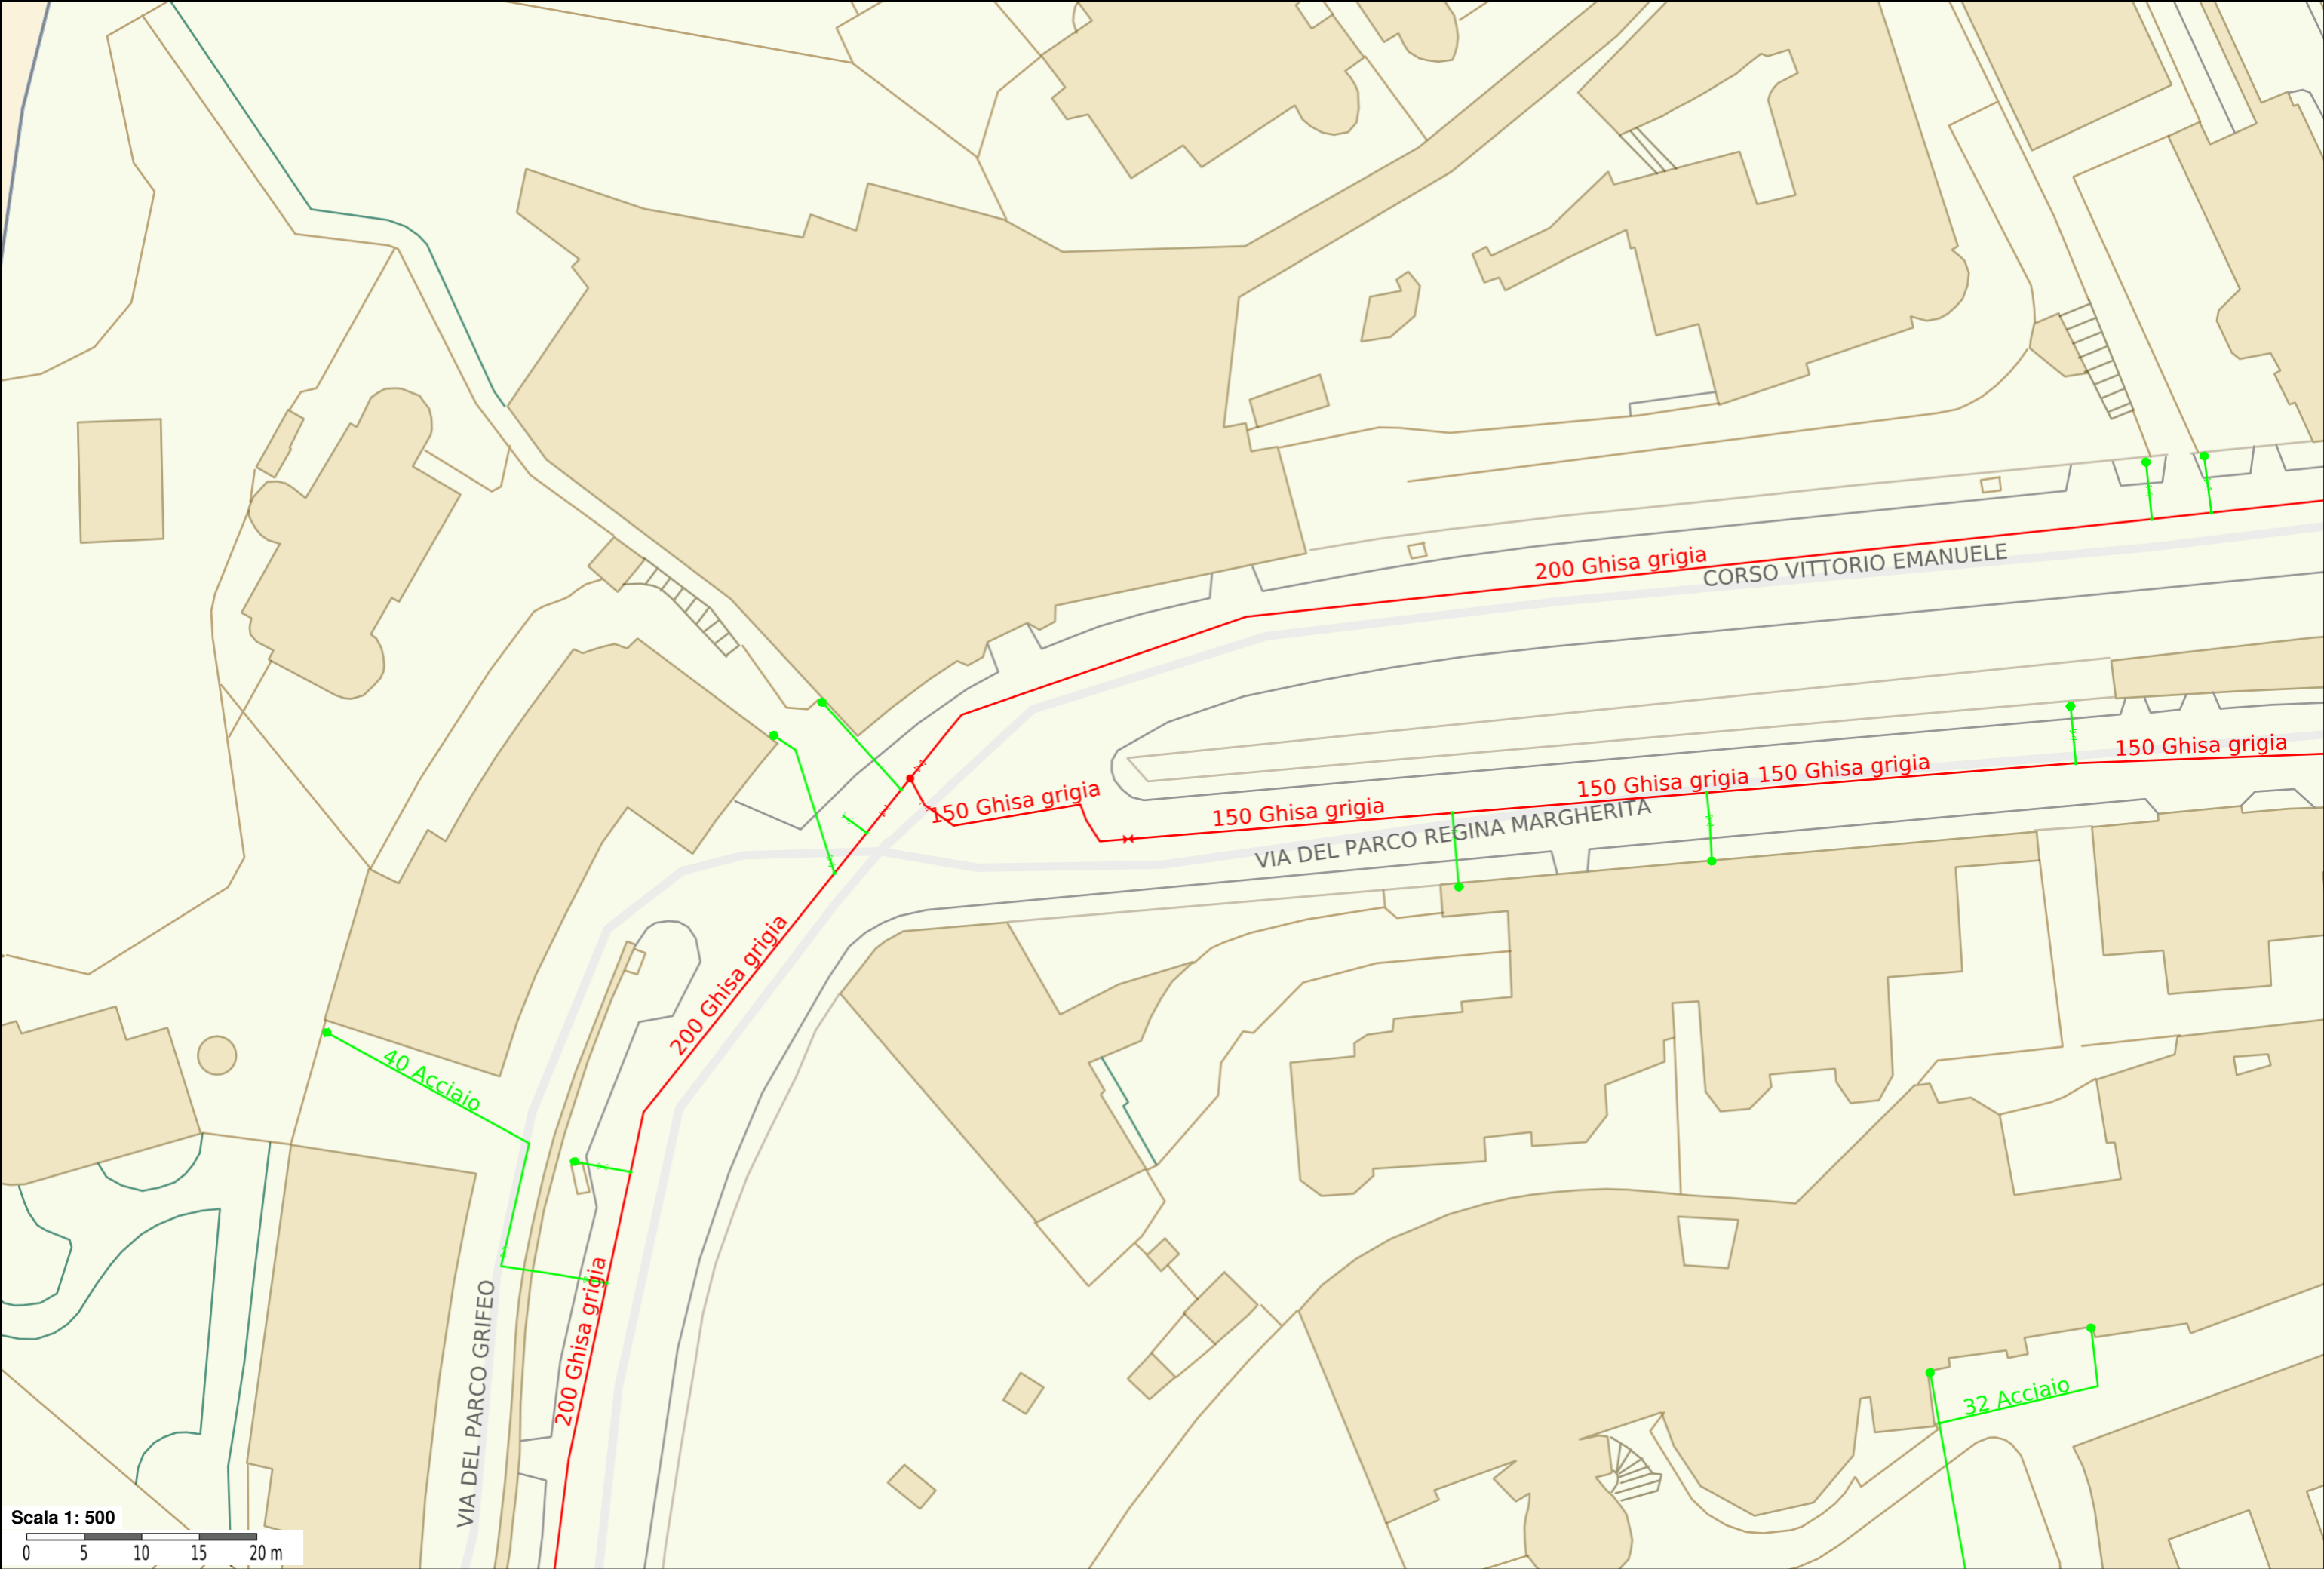 200 Ghisa grigia
CORSO VITTORIO EMANUELE
150 Ghisa grigia
150 Ghisa grigia
150 Ghisa grigia
150 Ghisa grigia
150 Ghisa grigia
VIA DEL PARCO REGINA MARGHERITA
200 Ghisa grigia
40 Acciaio
200 Ghisa grigia
VIA DEL PARCO GRIFEO
32 Acciaio
Scala 1: 500
0 5 10 15 20 m